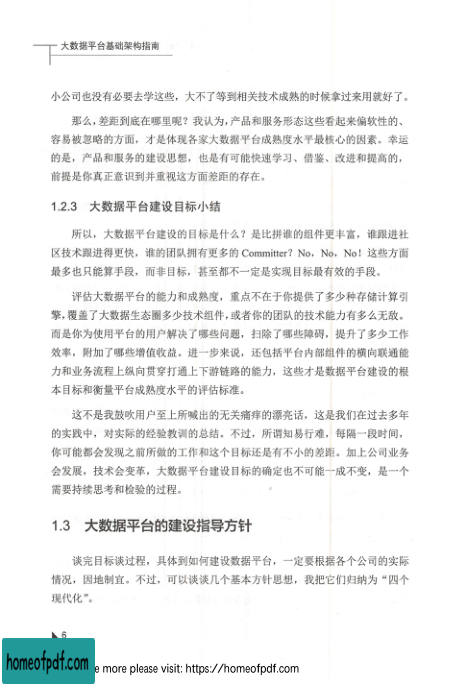 大数据平台基础架构指南
小公司也没有必要去学这些，大不了等到相关技术成熟的时候拿过来用就好了。
那么，差距到底在哪里呢？我认为，产品和服务形态这些看起来偏软性的、
容易被忽略的方面，才是体现各家大数据平台成熟度水平最核心的因素。幸运
的是，产品和服务的建设思想，也是有可能快速学习、借鉴、改进和提高的，
前提是你真正意识到并重视这方面差距的存在。
1.2.3 大数据平台建设目标小结
所以，大数据平台建设的目标是什么？是比拼谁的组件更丰富，谁跟进社
区技术跟进得更快，谁的团队拥有更多的 Committer？No，No，No！这些方面
最多也只能算手段，而非目标，甚至都不一定是实现目标最有效的手段。
评估大数据平台的能力和成熟度，重点不在于你提供了多少种存储计算引
擎，覆盖了大数据生态圈多少技术组件，或者你的团队的技术能力有多么无敌。
而是你为使用平台的用户解决了哪些问题，扫除了哪些障碍，提升了多少工作
效率，附加了哪些增值收益。进一步来说，还包括平台内部组件的横向联通能
力和业务流程上纵向贯穿打通上下游链路的能力，这些才是数据平台建设的根
本目标和衡量平台成熟度水平的评估标准。
这不是我鼓吹用户至上所喊出的无关痛痒的漂亮话，这是我们在过去多年
的实践中，对实际的经验教训的总结。不过，所谓知易行难，每隔一段时间，
你可能都会发现之前所做的工作和这个目标还是有不小的差距。加上公司业务
会发展，技术会变革，大数据平台建设目标的确定也不可能一成不变，是一个
需要持续思考和检验的过程。
1.3 大数据平台的建设指导方针
谈完目标谈过程，具体到如何建设数据平台，一定要根据各个公司的实际
情况，因地制宜。不过，可以谈谈几个基本方针思想，我把它们归纳为“四个
现代化”。
6
homeofpdf.com
e more please visit: https://homeofpdf.com